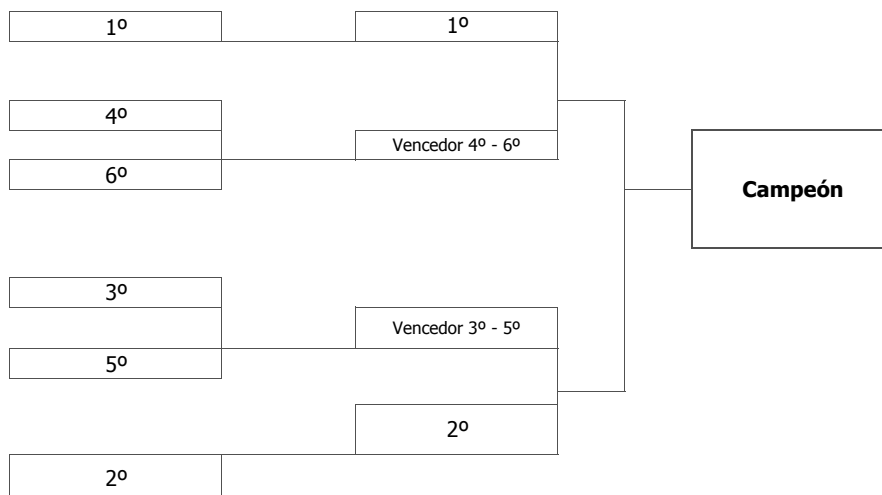 1º
1º
4º
Vencedor 4º - 6º
6º
Campeón
3º
Vencedor 3º - 5º
5º
2º
2º